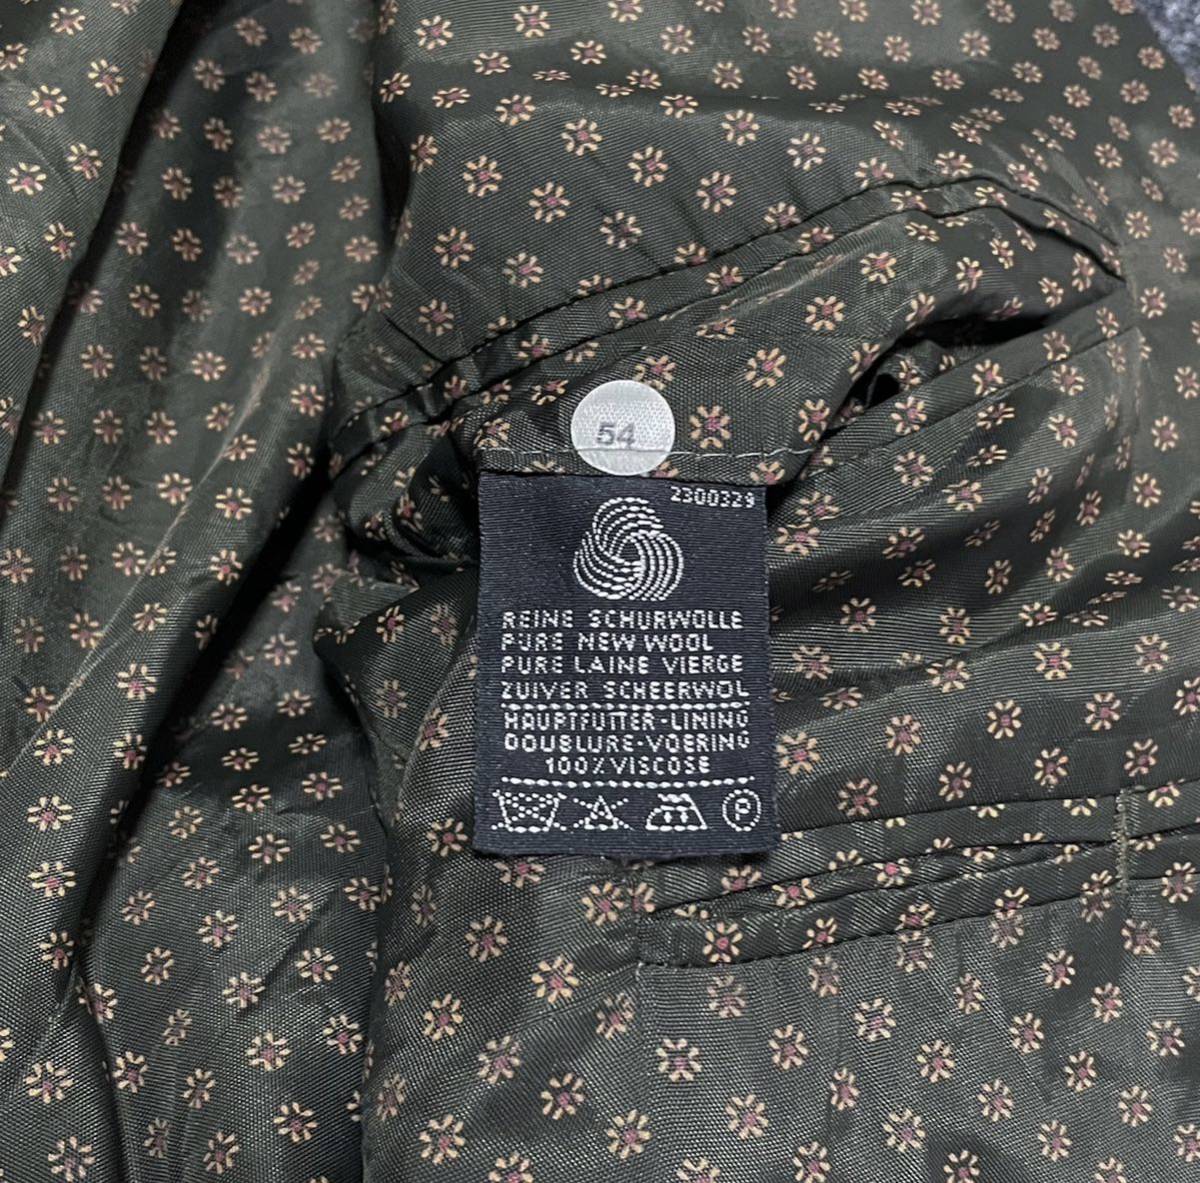 54
2300329
REINE SCHURWOLLE
PURE NEW WOOL
PURE LAINE VIERGE
ZUIVER SCHEERWOL
HAUPTFUTTER-LINING
DOUBLURE-VOERING
100% VISCOSE
P